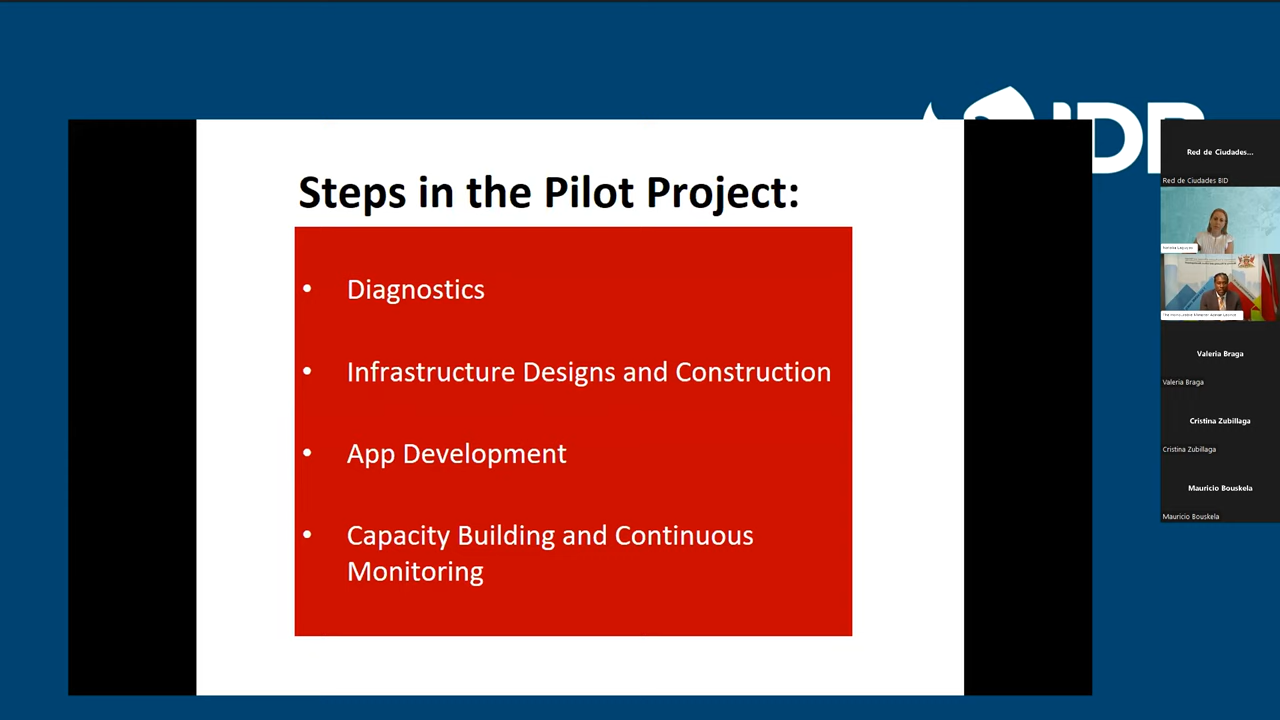 IDB
Steps in the Pilot Project:
• Diagnostics
• Infrastructure Designs and Construction
• App Development
• Capacity Building and Continuous
Monitoring
Red de Ciudades...
Red de Ciudades BID
Valeria Braga
Valeria Braga
Cristina Zubillaga
Cristina Zubillaga
Mauricio Bouskela
Mauricio Bouskela